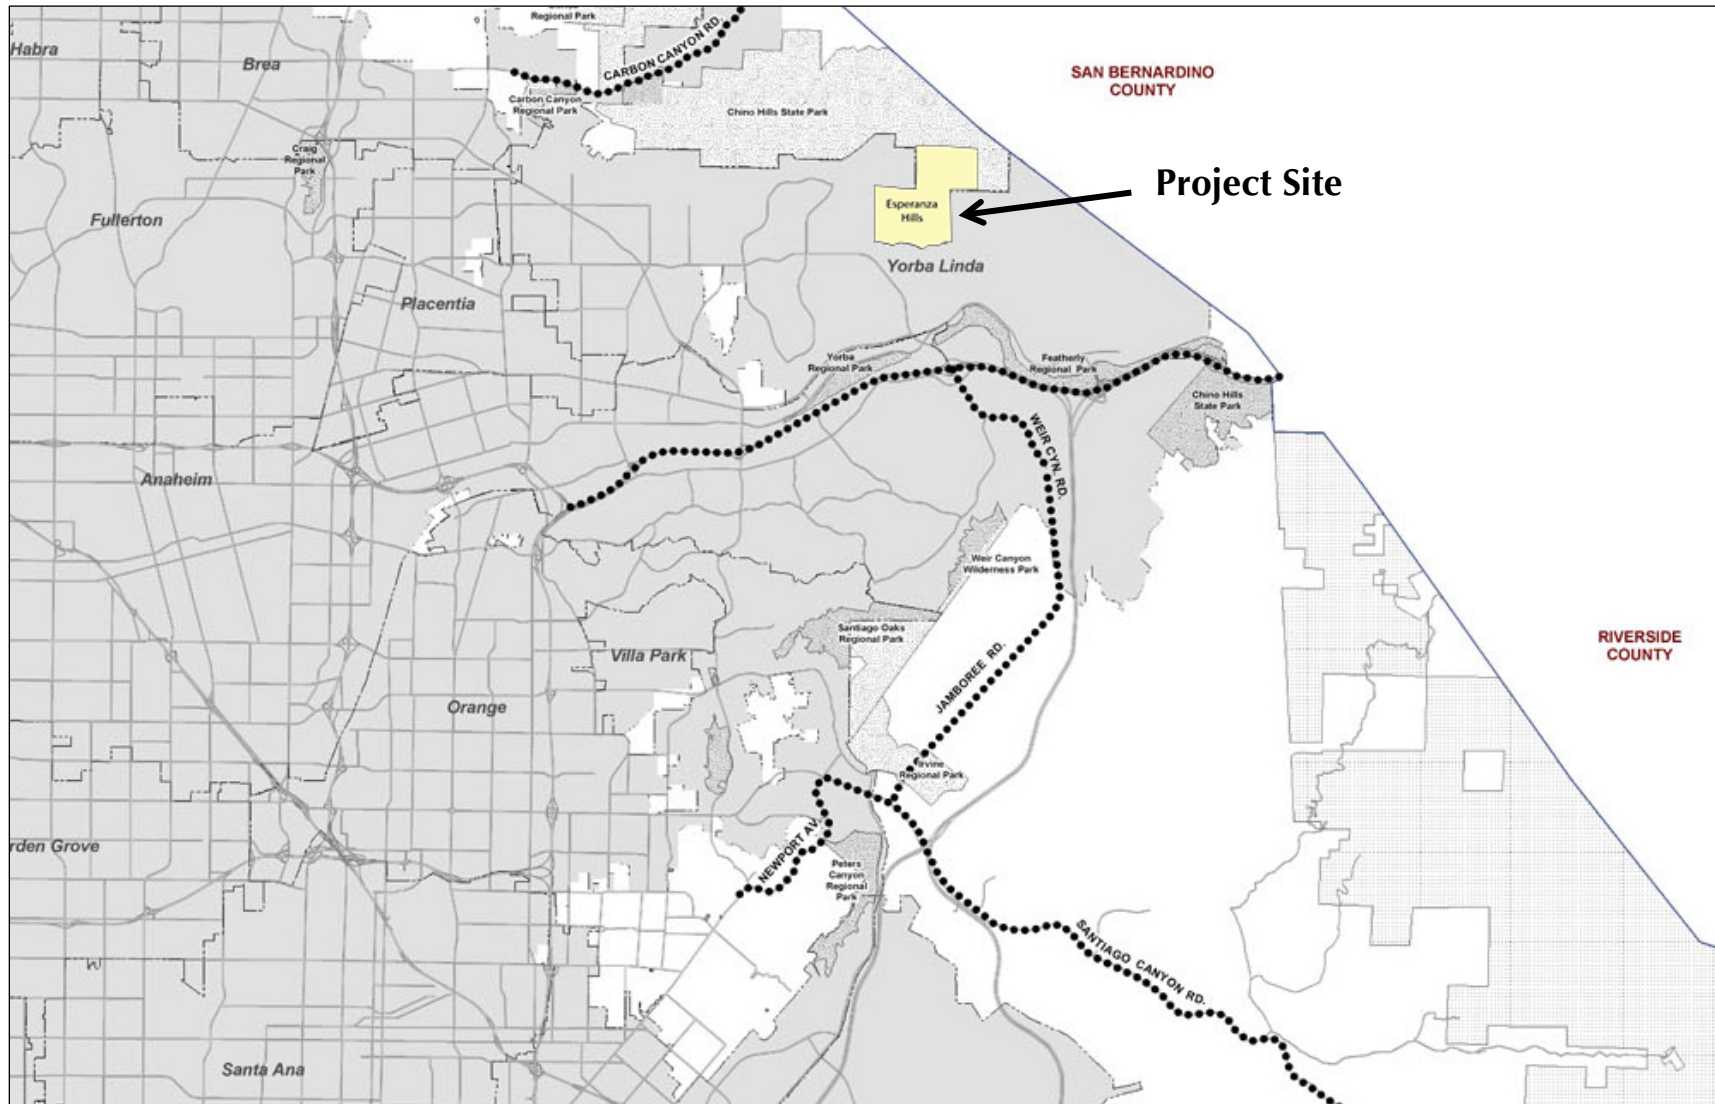 Regional Park
CARBON CANYON RD.
Habra
Brea
SAN BERNARDINO
COUNTY
Carbon Canyon
Regional Park
Chino Hills State Park
Craig
Regional
Park
Project Site
Esperanza
Hills
Fullerton
Yorba Linda
Placentia
Yorba
Regional Park
Featherly
Regional Park
Chino Hills
State Park
WEIR CYN. RD.
Anaheim
Weir Canyon
Wilderness Park
Santiago Oaks
Regional Park
RIVERSIDE
COUNTY
Villa Park
JAMBOREE RD.
Orange
Irvine
Regional Park
NEWPORT AV.
rden Grove
Peters
Canyon
Regional
Park
SANTIAGO CANYON RD.
Santa Ana